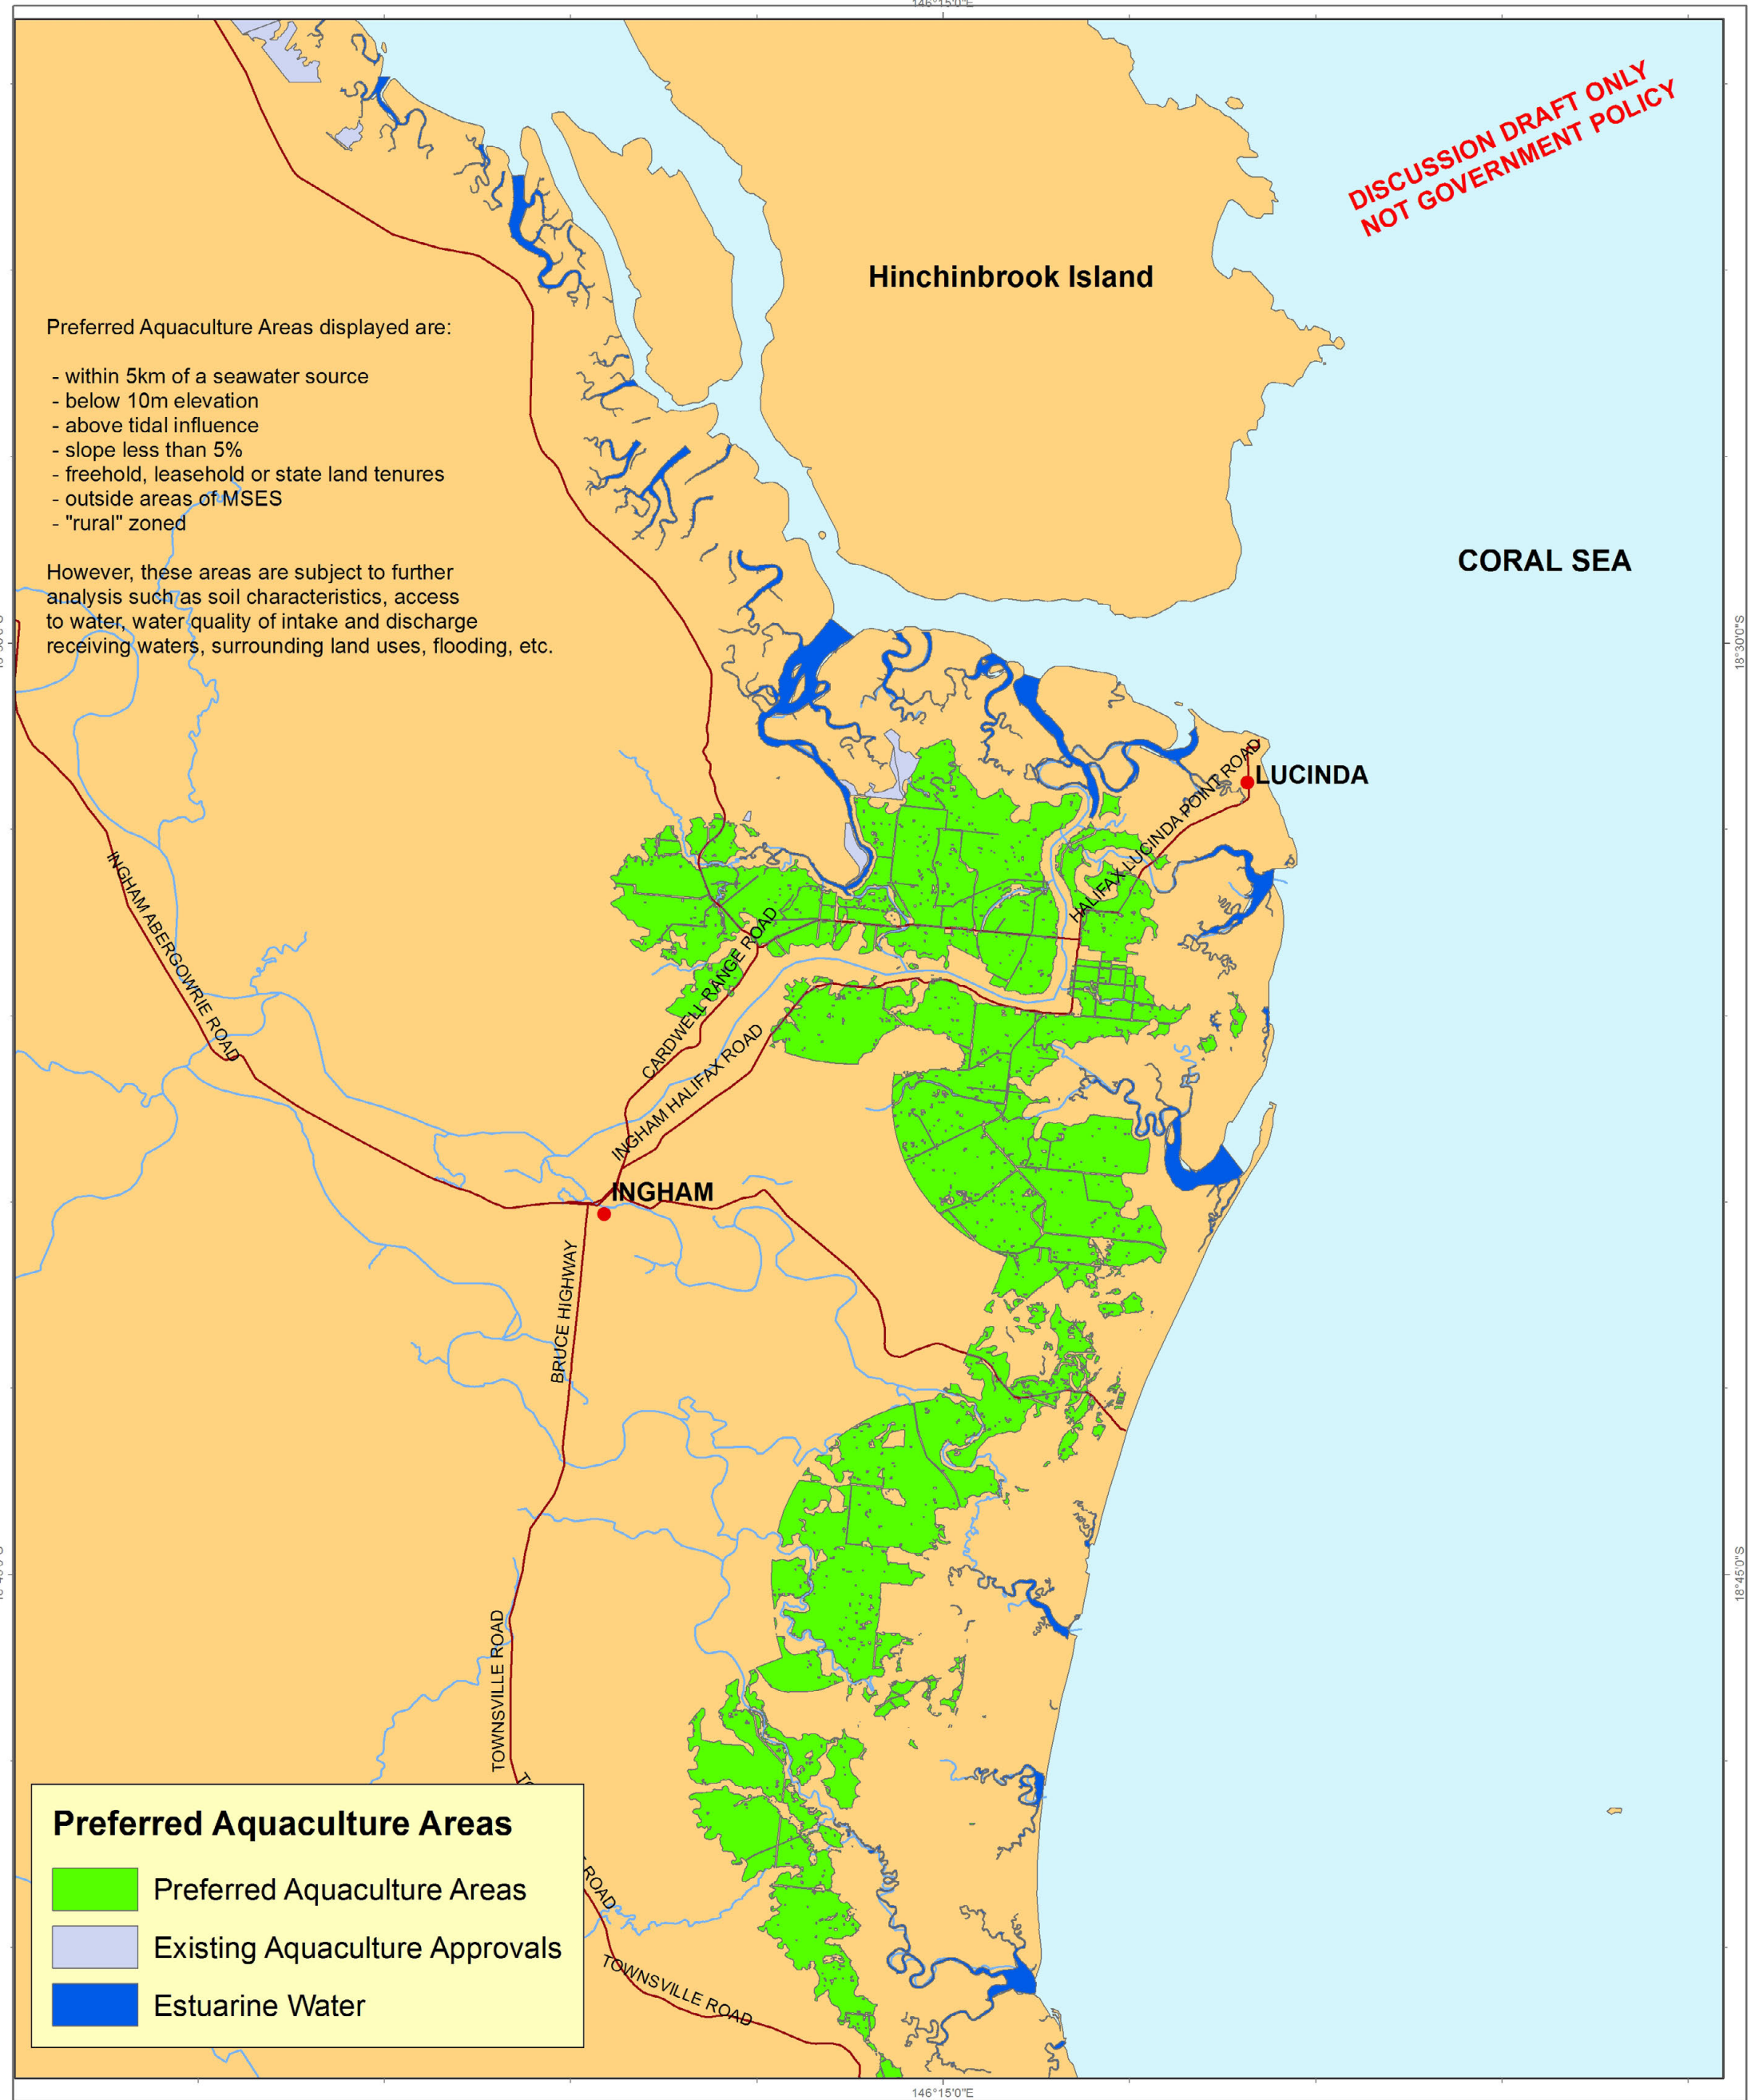 146°15'0"E
DISCUSSION DRAFT ONLY
NOT GOVERNMENT POLICY
Hinchinbrook Island
Preferred Aquaculture Areas displayed are:
- within 5km of a seawater source
- below 10m elevation
- above tidal influence
- slope less than 5%
- freehold, leasehold or state land tenures
- outside areas of MSES
- "rural" zoned
CORAL SEA
However, these areas are subject to further
analysis such as soil characteristics, access
to water, water quality of intake and discharge
receiving waters, surrounding land uses, flooding, etc.
18°30'0"S
LUCINDA
HALIFAX LUCINDA POINT ROAD
INGHAM ABERGOWRIE ROAD
CARDWELL RANGE ROAD
INGHAM HALIFAX ROAD
INGHAM
BRUCE HIGHWAY
18°45'0"S
TOWNSVILLE ROAD
ROAD
TOWNSVILLE ROAD
Preferred Aquaculture Areas
Preferred Aquaculture Areas
Existing Aquaculture Approvals
Estuarine Water
146°15'0"E